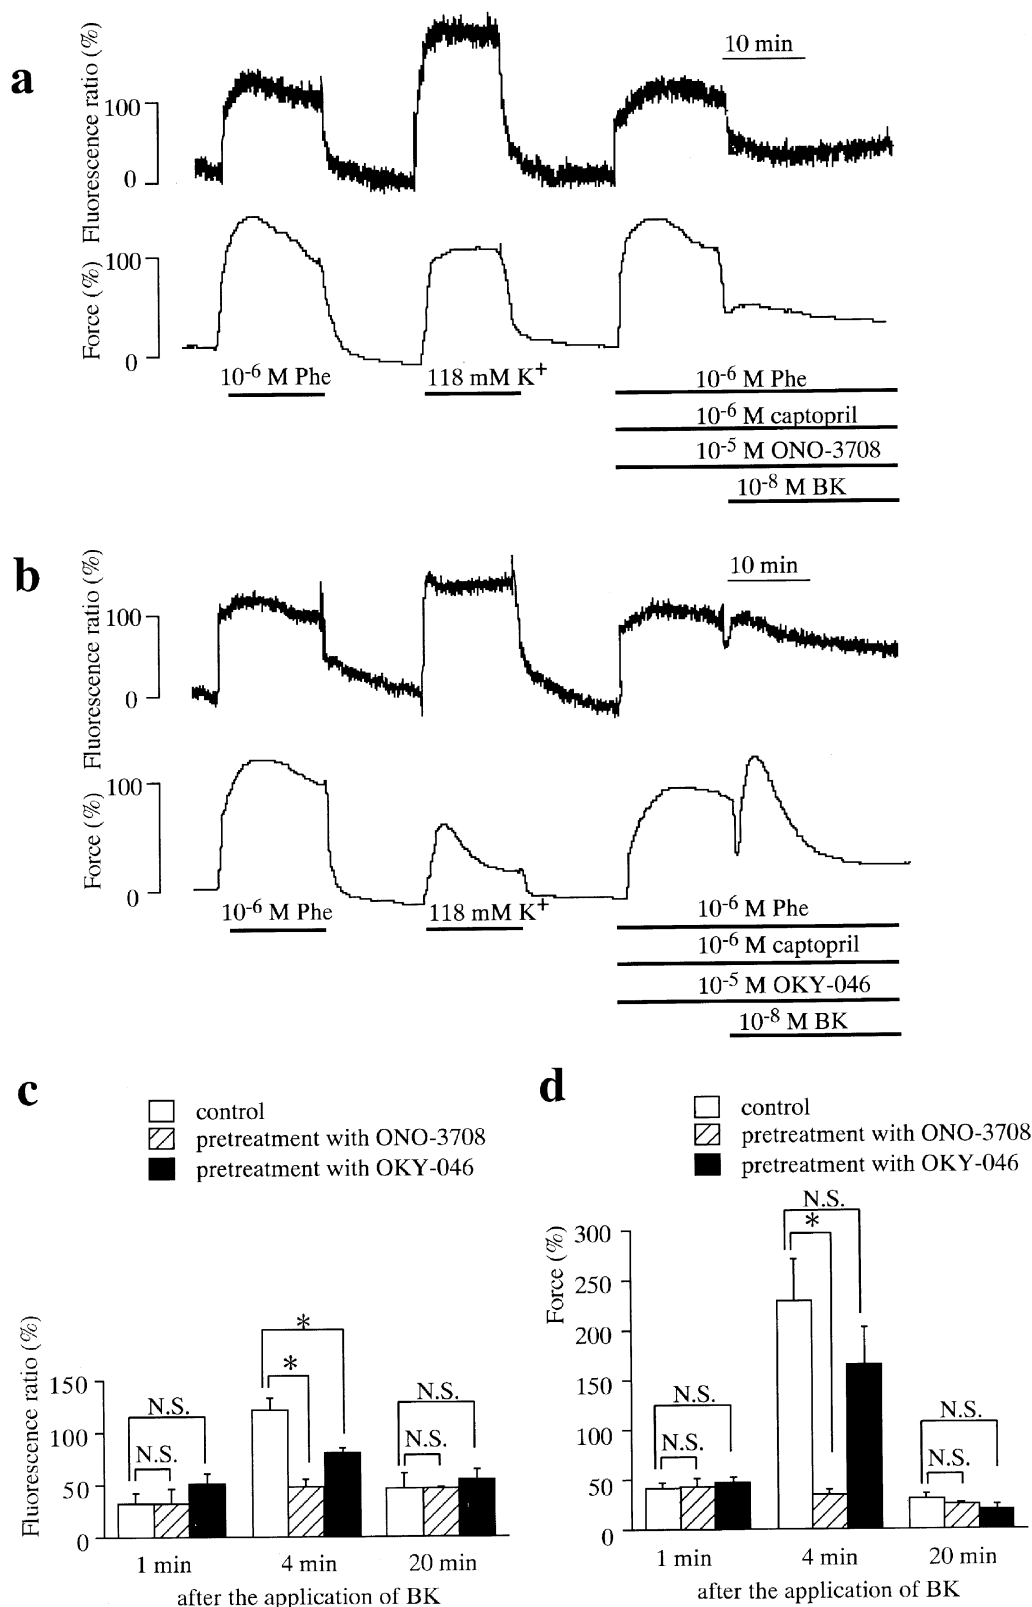 a
Fluorescence ratio (%)
100
0
10 min
Force (%)
100
0
10-6 M Phe
118 mM K+
10-6 M Phe
10-6 M captopril
10-5 M ONO-3708
10-8 M BK
b
Fluorescence ratio (%)
100
0
10 min
Force (%)
100
0
10-6 M Phe
118 mM K+
10-6 M Phe
10-6 M captopril
10-5 M OKY-046
10-8 M BK
c
control
pretreatment with ONO-3708
pretreatment with OKY-046
Fluorescence ratio (%)
150
100
50
0
N.S.
N.S.
*
*
N.S.
N.S.
1 min
4 min
20 min
after the application of BK
d
control
pretreatment with ONO-3708
pretreatment with OKY-046
Force (%)
300
250
200
150
100
50
0
N.S.
N.S.
N.S.
*
N.S.
N.S.
1 min
4 min
20 min
after the application of BK